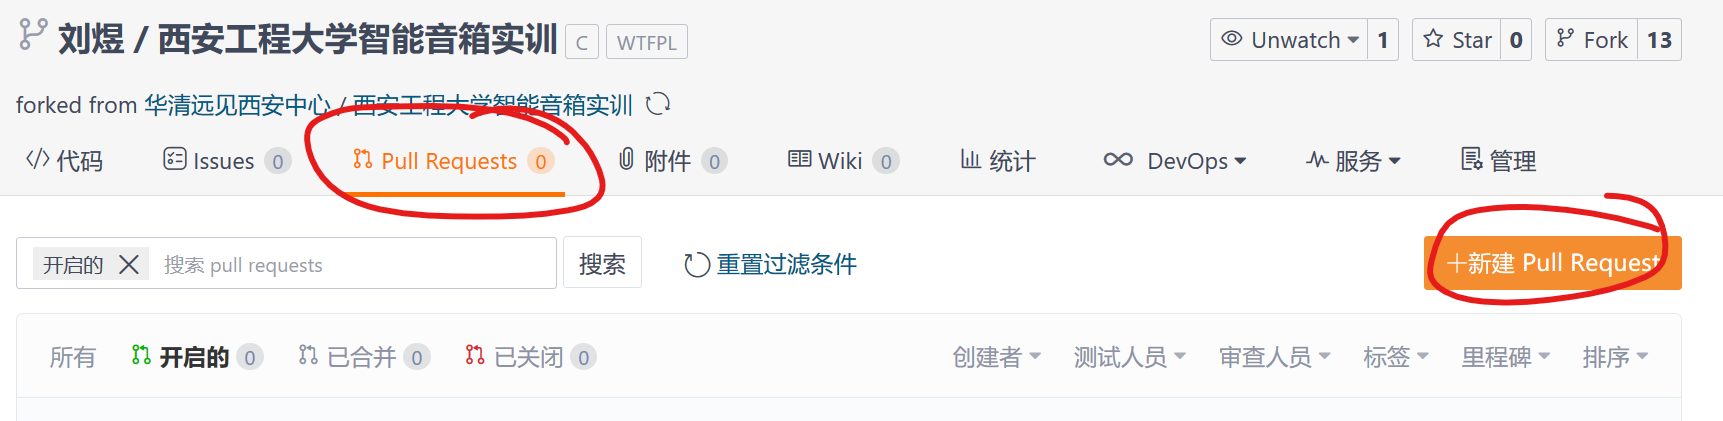 刘煜 / 西安工程大学智能音箱实训 C WTFPL Unwatch 1 Star 0 Fork 13
forked from 华清远见西安中心 / 西安工程大学智能音箱实训
代码 Issues 0 Pull Requests 0 附件 0 Wiki 0 统计 DevOps 服务 管理
开启的 搜索 pull requests 搜索 重置过滤条件 +新建 Pull Request
所有 开启的 0 已合并 0 已关闭 0 创建者 测试人员 审查人员 标签 里程碑 排序